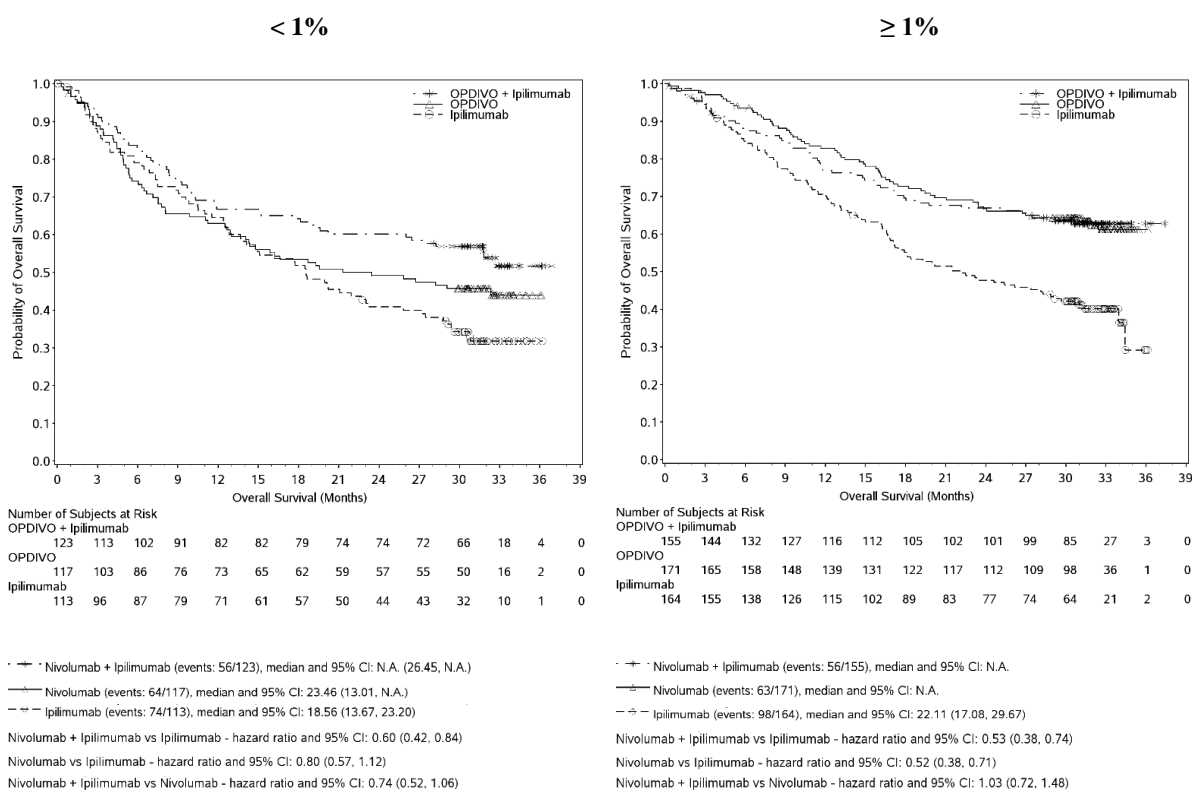 < 1%
OPDIVO + Ipilimumab
OPDIVO
Ipilimumab
Probability of Overall Survival
1.0
0.9
0.8
0.7
0.6
0.5
0.4
0.3
0.2
0.1
0.0
0 3 6 9 12 15 18 21 24 27 30 33 36 39
Overall Survival (Months)
Number of Subjects at Risk
OPDIVO + Ipilimumab
123 113 102 91 82 82 79 74 74 72 66 18 4 0
OPDIVO
117 103 86 76 73 65 62 59 57 55 50 16 2 0
Ipilimumab
113 96 87 79 71 61 57 50 44 43 32 10 1 0
Nivolumab + Ipilimumab (events: 56/123), median and 95% CI: N.A. (26.45, N.A.)
Nivolumab (events: 64/117), median and 95% CI: 23.46 (13.01, N.A.)
Ipilimumab (events: 74/113), median and 95% CI: 18.56 (13.67, 23.20)
Nivolumab + Ipilimumab vs Ipilimumab - hazard ratio and 95% CI: 0.60 (0.42, 0.84)
Nivolumab vs Ipilimumab - hazard ratio and 95% CI: 0.80 (0.57, 1.12)
Nivolumab + Ipilimumab vs Nivolumab - hazard ratio and 95% CI: 0.74 (0.52, 1.06)
≥ 1%
OPDIVO + Ipilimumab
OPDIVO
Ipilimumab
Probability of Overall Survival
1.0
0.9
0.8
0.7
0.6
0.5
0.4
0.3
0.2
0.1
0.0
0 3 6 9 12 15 18 21 24 27 30 33 36 39
Overall Survival (Months)
Number of Subjects at Risk
OPDIVO + Ipilimumab
155 144 132 127 116 112 105 102 101 99 85 27 3 0
OPDIVO
171 165 158 148 139 131 122 117 112 109 98 36 1 0
Ipilimumab
164 155 138 126 115 102 89 83 77 74 64 21 2 0
Nivolumab + Ipilimumab (events: 56/155), median and 95% CI: N.A.
Nivolumab (events: 63/171), median and 95% CI: N.A.
Ipilimumab (events: 98/164), median and 95% CI: 22.11 (17.08, 29.67)
Nivolumab + Ipilimumab vs Ipilimumab - hazard ratio and 95% CI: 0.53 (0.38, 0.74)
Nivolumab vs Ipilimumab - hazard ratio and 95% CI: 0.52 (0.38, 0.71)
Nivolumab + Ipilimumab vs Nivolumab - hazard ratio and 95% CI: 1.03 (0.72, 1.48)